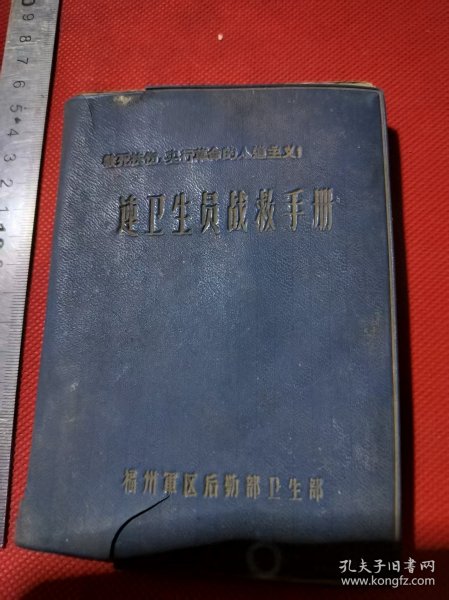 救死扶伤,实行革命的人道主义
连卫生员战救手册
福州军区后勤部卫生部
孔夫子旧书网
www.kongfz.com